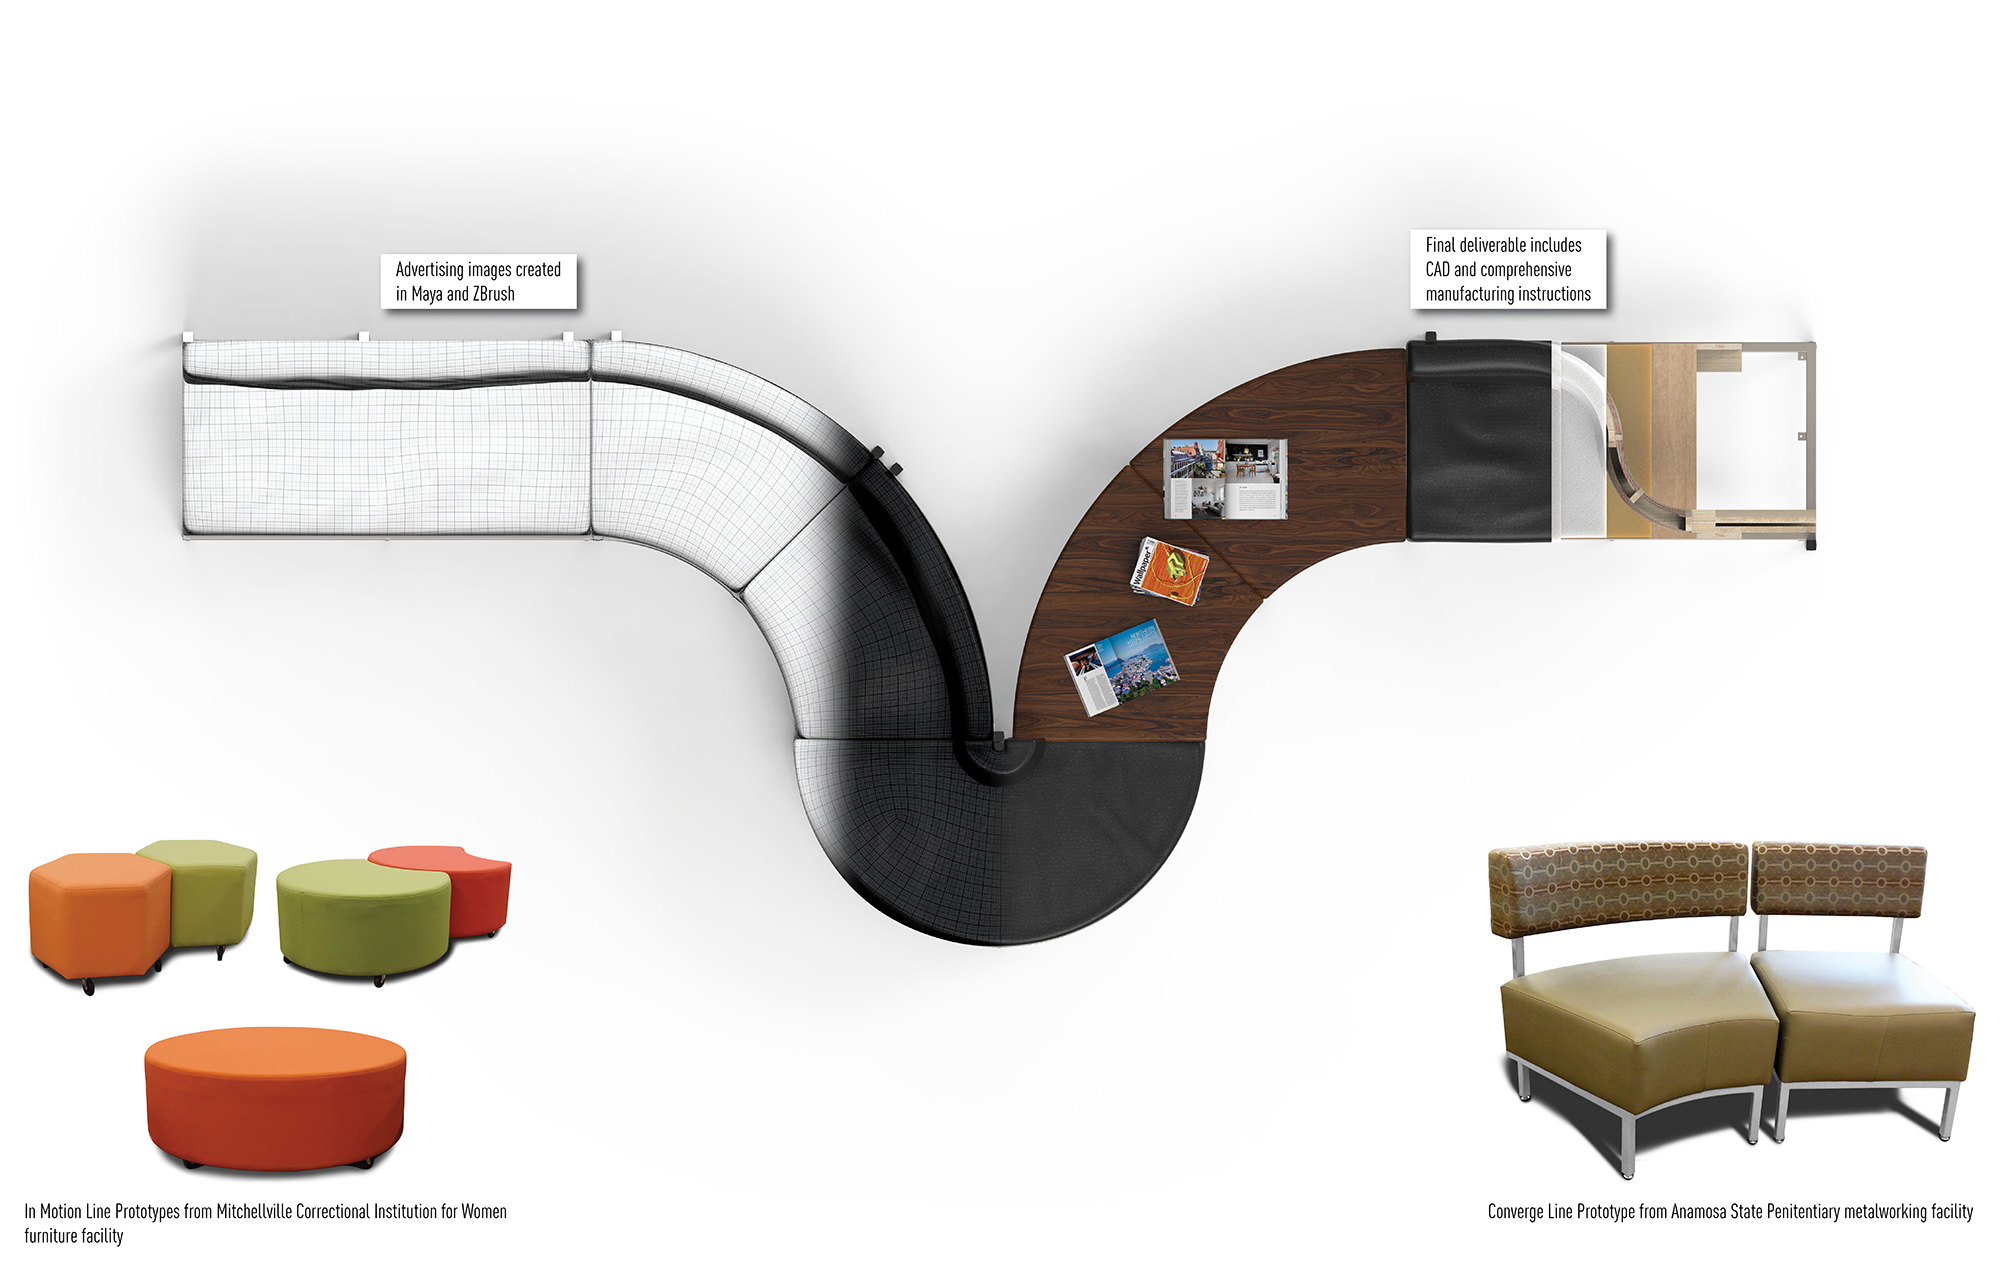 Final deliverable includes
CAD and comprehensive
manufacturing instructions
Advertising images created
in Maya and ZBrush
Wallpaper*
In Motion Line Prototypes from Mitchellville Correctional Institution for Women
furniture facility
Converge Line Prototype from Anamosa State Penitentiary metalworking facility